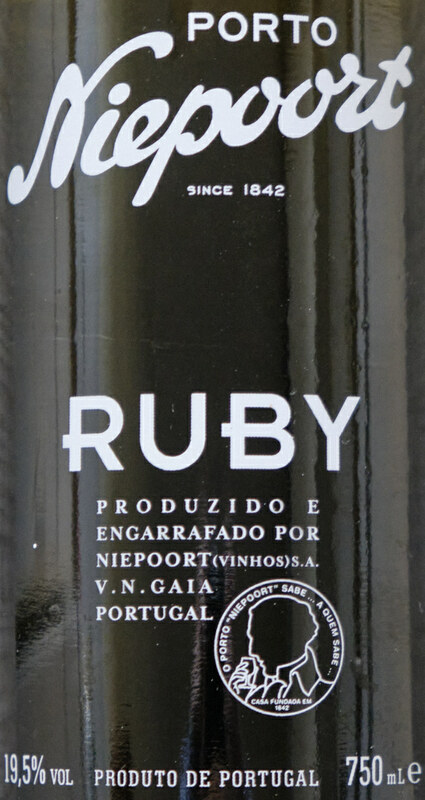 PORTO
Niepoort
SINCE 1842
RUBY
PRODUZIDO E
ENGARRAFADO POR
NIEPOORT(VINHOS)S.A.
V.N.GAIA
PORTUGAL
O PORTO "NIEPOORT" SABE... A QUEM SABE...
CASA FUNDADA EM
1842
19,5% VOL PRODUTO DE PORTUGAL 750 mL e